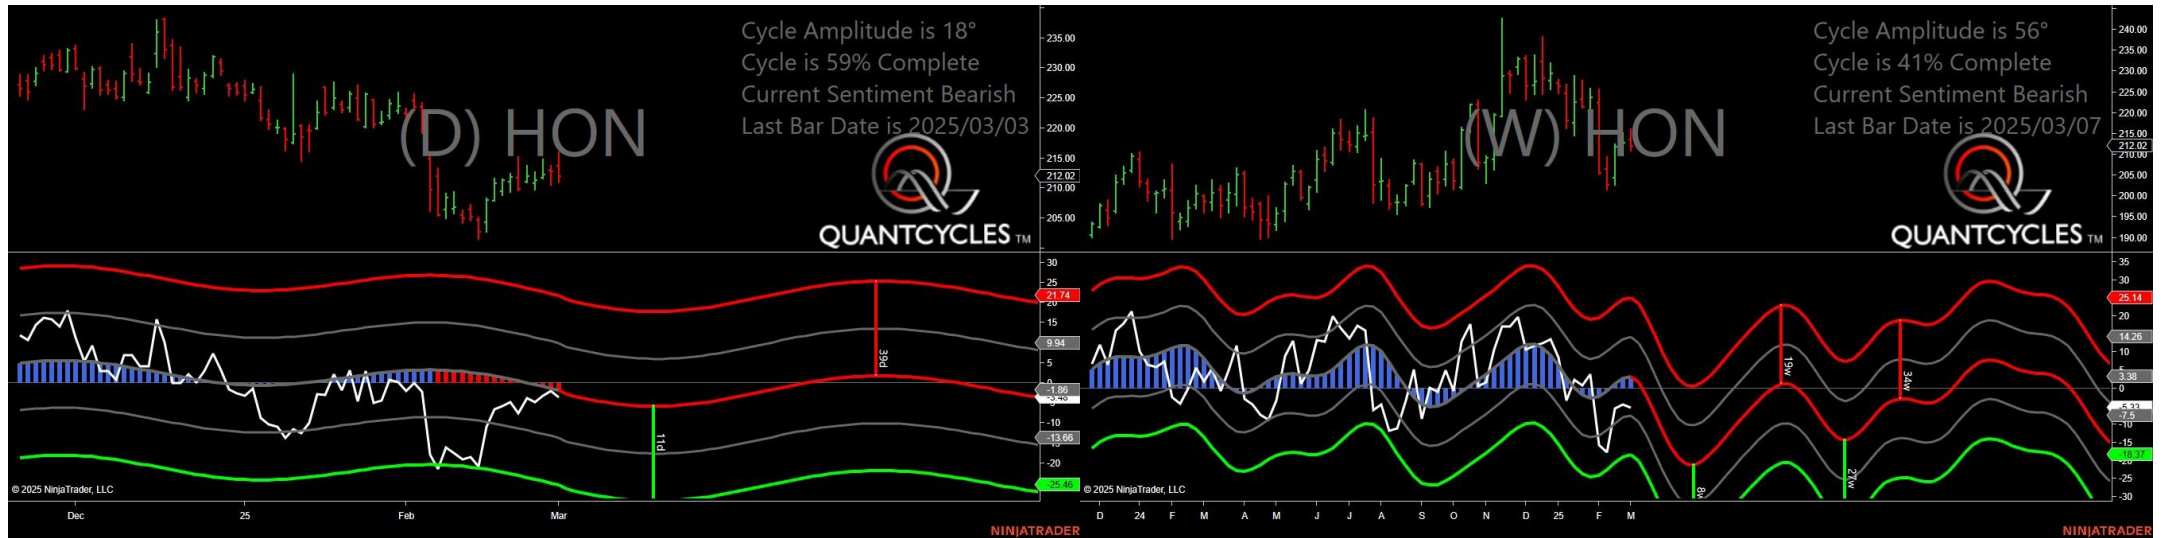 Cycle Amplitude is 18°
Cycle is 59% Complete
Current Sentiment Bearish
Last Bar Date is 2025/03/03
(D) HON
QUANTCYCLES TM
235.00
230.00
225.00
220.00
215.00
212.02
210.00
205.00
30
25
21.74
20
15
9.94
5
-1.86
-3.48
-10
-13.66
-20
-25.46
39d
11d
© 2025 NinjaTrader, LLC
Dec
25
Feb
Mar
NINJATRADER
Cycle Amplitude is 56°
Cycle is 41% Complete
Current Sentiment Bearish
Last Bar Date is 2025/03/07
(W) HON
QUANTCYCLES TM
240.00
235.00
230.00
225.00
220.00
215.00
212.02
210.00
205.00
200.00
195.00
190.00
35
30
25.14
20
14.26
10
3.38
0
-5.33
-7.5
-10
-15
-18.37
-25
-30
19w
34w
8w
27w
© 2025 NinjaTrader, LLC
D 24 F M A M J J A S O N D 25 F M
NINJATRADER